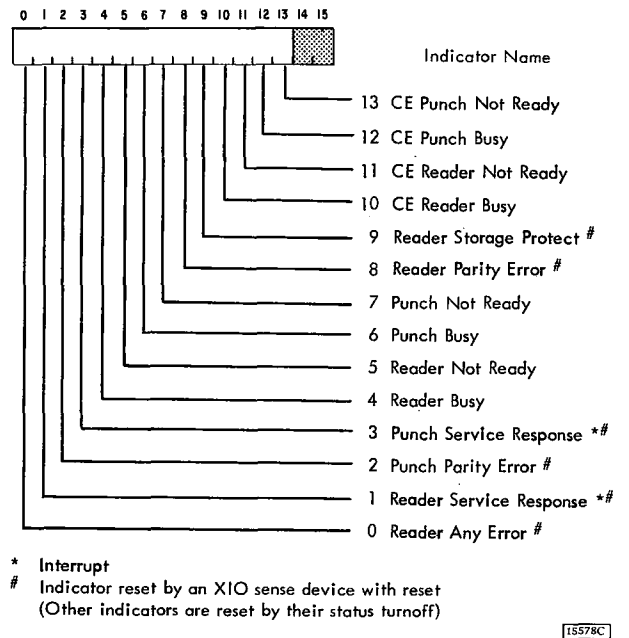 0 1 2 3 4 5 6 7 8 9 10 11 12 13 14 15
Indicator Name
13 CE Punch Not Ready
12 CE Punch Busy
11 CE Reader Not Ready
10 CE Reader Busy
9 Reader Storage Protect #
8 Reader Parity Error #
7 Punch Not Ready
6 Punch Busy
5 Reader Not Ready
4 Reader Busy
3 Punch Service Response *#
2 Punch Parity Error #
1 Reader Service Response *#
0 Reader Any Error #
* Interrupt
# Indicator reset by an XIO sense device with reset
(Other indicators are reset by their status turnoff)
15578C